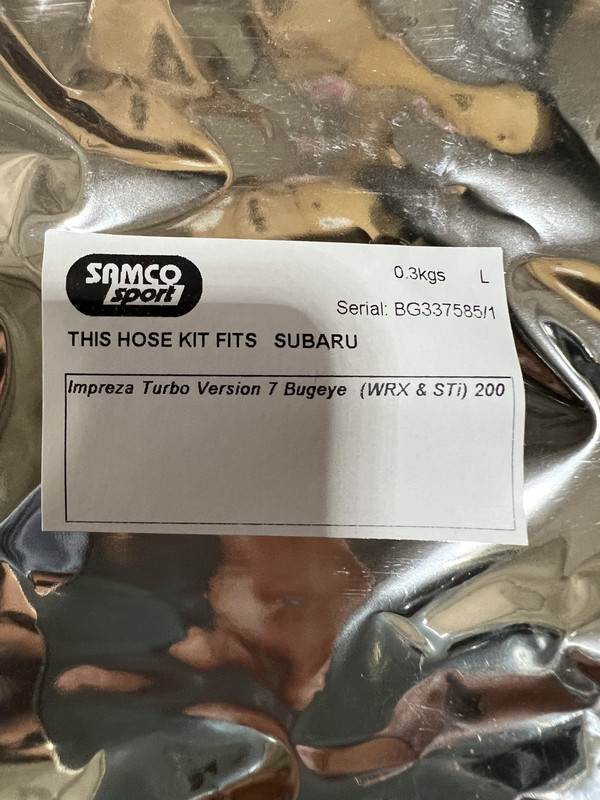 SAMCO
sport
0.3kgs L
Serial: BG337585/1
THIS HOSE KIT FITS SUBARU
Impreza Turbo Version 7 Bugeye (WRX & STi) 200